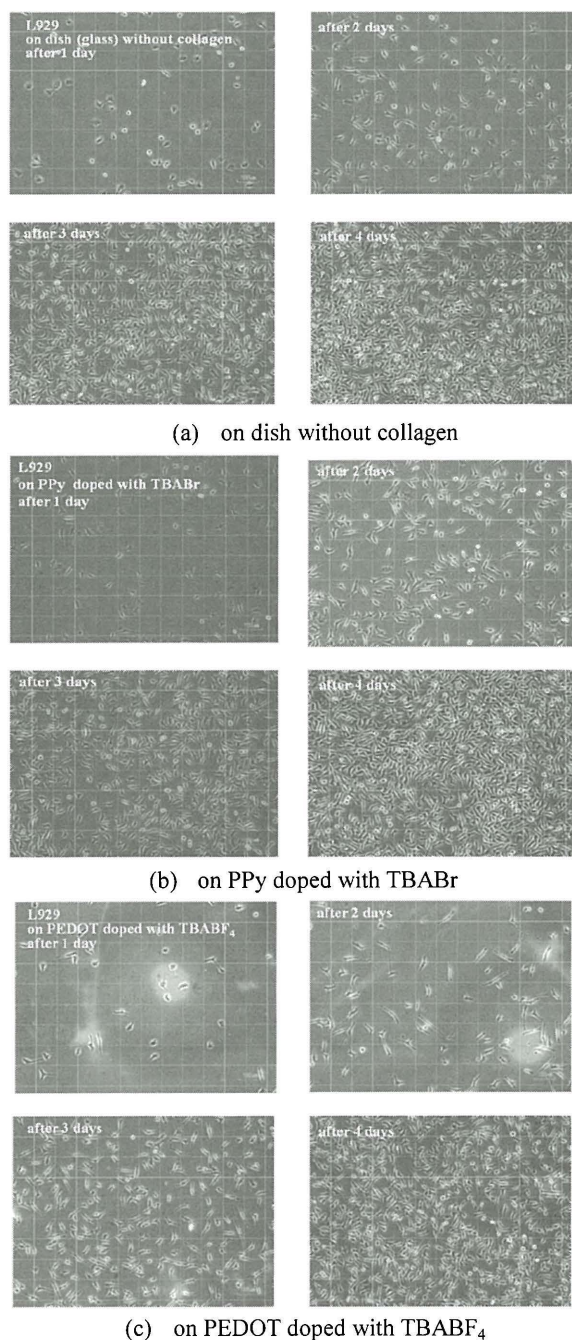 L929
on dish (glass) without collagen
after 1 day
after 2 days
after 3 days
after 4 days
(a) on dish without collagen
L929
on PPy doped with TBABr
after 1 day
after 2 days
after 3 days
after 4 days
(b) on PPy doped with TBABr
L929
on PEDOT doped with TBABF₄
after 1 day
after 2 days
after 3 days
after 4 days
(c) on PEDOT doped with TBABF₄